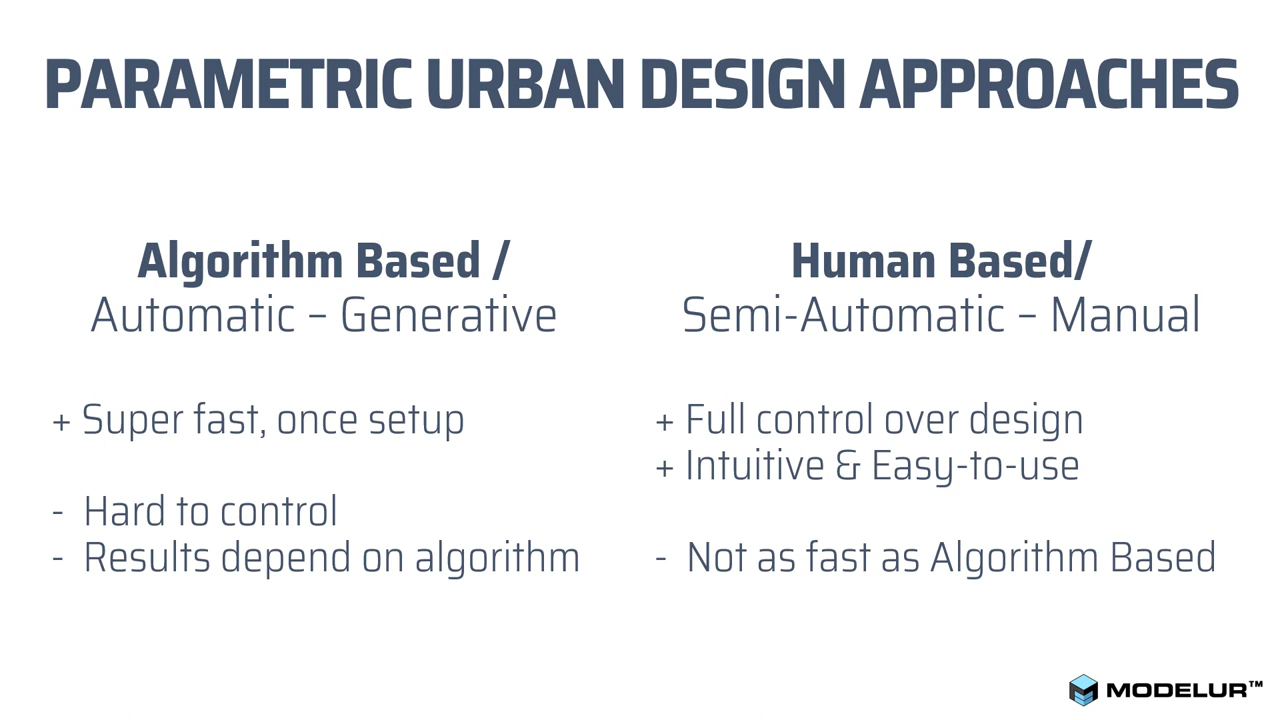 PARAMETRIC URBAN DESIGN APPROACHES
Algorithm Based /
Automatic – Generative
+ Super fast, once setup
- Hard to control
- Results depend on algorithm
Human Based/
Semi-Automatic – Manual
+ Full control over design
+ Intuitive & Easy-to-use
- Not as fast as Algorithm Based
MODELUR™